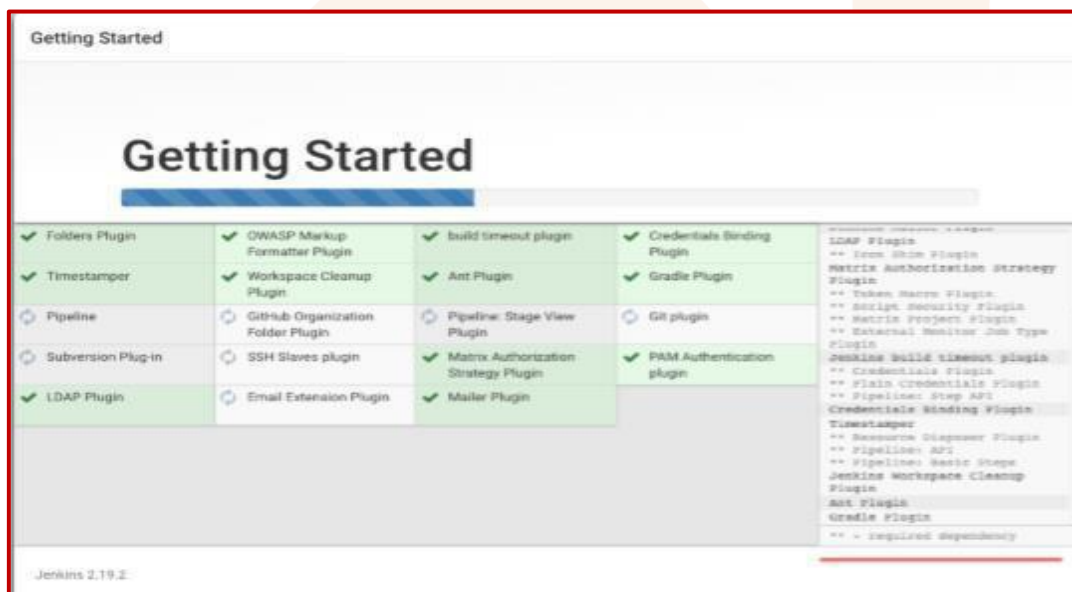 Getting Started
Getting Started
Folders Plugin
OWASP Markup
Formatter Plugin
build timeout plugin
Credentials Binding
Plugin
Timestamper
Workspace Cleanup
Plugin
Ant Plugin
Gradle Plugin
Pipeline
GitHub Organization
Folder Plugin
Pipeline: Stage View
Plugin
Git plugin
Subversion Plug-in
SSH Slaves plugin
Matrix Authorization
Strategy Plugin
PAM Authentication
plugin
LDAP Plugin
Email Extension Plugin
Mailer Plugin
LDAP Plugin
** Icon Shim Plugin
Matrix Authorization Strategy
Plugin
** Token Macro Plugin
** Script Security Plugin
** Matrix Project Plugin
** External Monitor Job Type
Plugin
Jenkins build timeout plugin
** Credentials Plugin
** Plain Credentials Plugin
** Pipeline: Step API
Credentials Binding Plugin
Timestamper
** Resource Disposer Plugin
** Pipeline: API
** Pipeline: Basic Steps
Jenkins Workspace Cleanup
Plugin
Ant Plugin
Gradle Plugin
** - required dependency
Jenkins 2.19.2